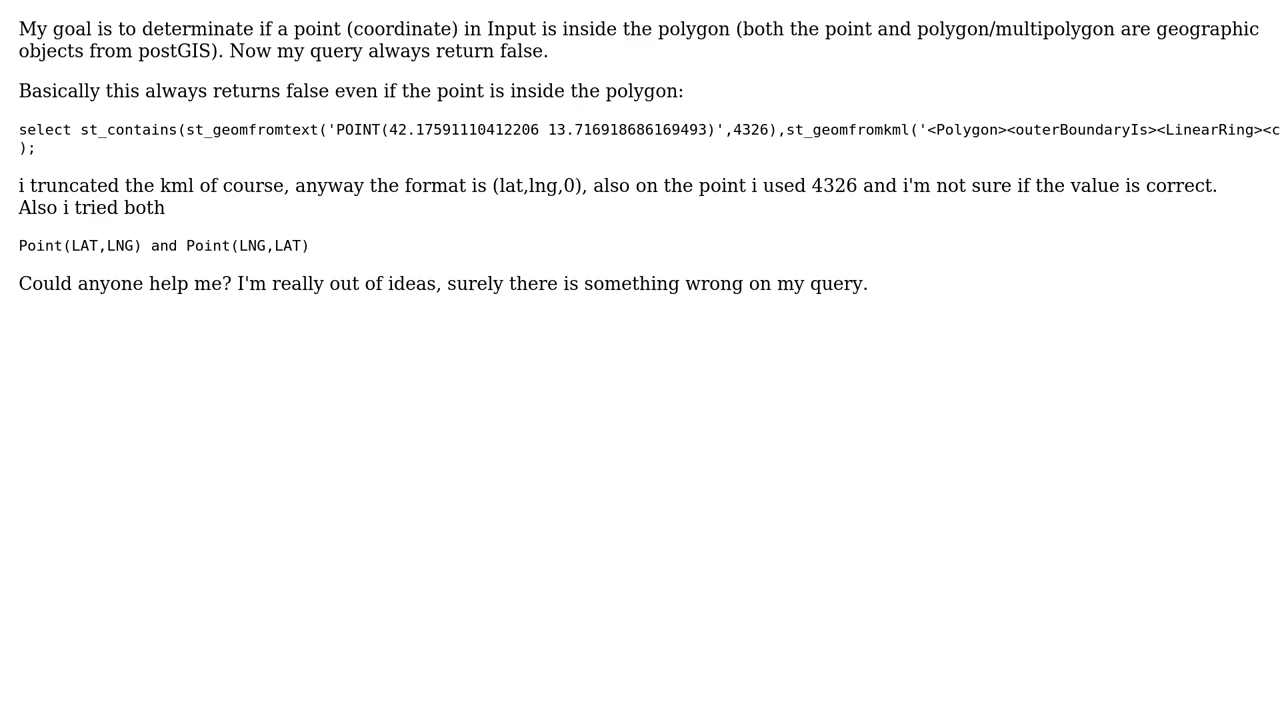 My goal is to determinate if a point (coordinate) in Input is inside the polygon (both the point and polygon/multipolygon are geographic
objects from postGIS). Now my query always return false.
Basically this always returns false even if the point is inside the polygon:
select st_contains(st_geomfromtext('POINT(42.17591110412206 13.716918686169493)',4326),st_geomfromkml('<Polygon><outerBoundaryIs><LinearRing><c
);
i truncated the kml of course, anyway the format is (lat,lng,0), also on the point i used 4326 and i'm not sure if the value is correct.
Also i tried both
Point(LAT,LNG) and Point(LNG,LAT)
Could anyone help me? I'm really out of ideas, surely there is something wrong on my query.